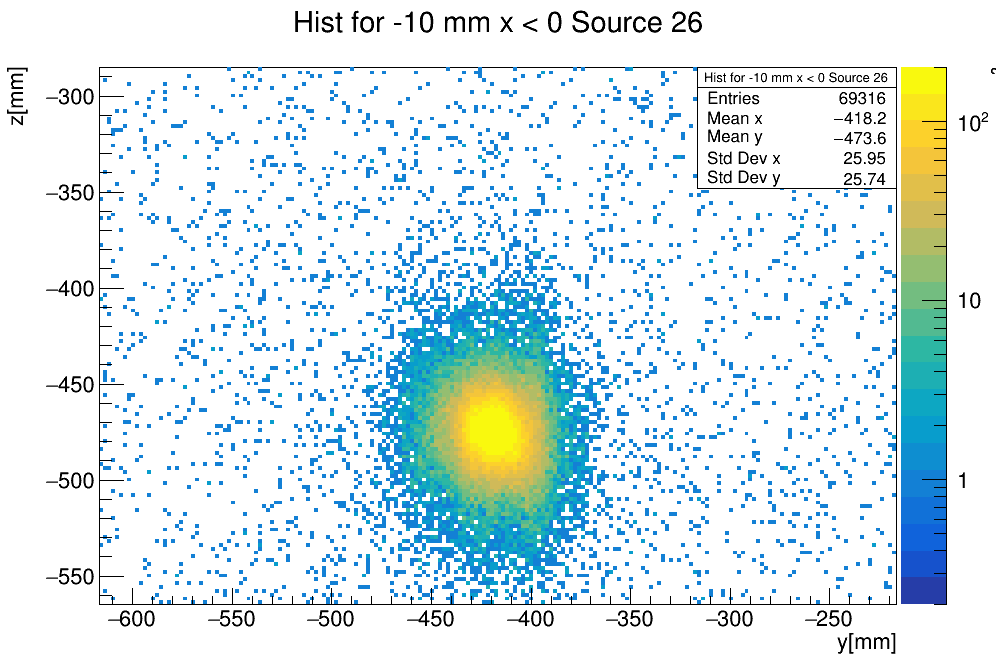 Hist for -10 mm x < 0 Source 26
z[mm]
Hist for -10 mm x < 0 Source 26
Entries 69316
Mean x −418.2
Mean y −473.6
Std Dev x 25.95
Std Dev y 25.74
−300
−350
−400
−450
−500
−550
10²
10
1
−600 −550 −500 −450 −400 −350 −300 −250
y[mm]